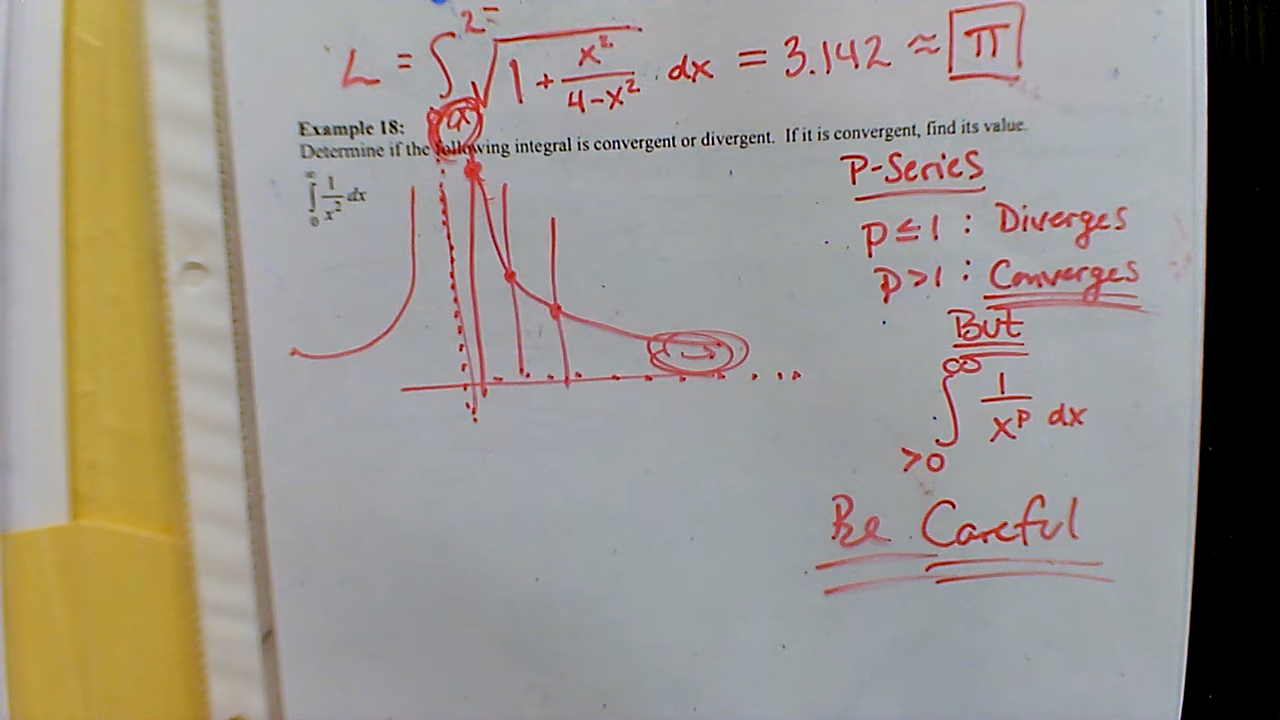 L = ∫ 2⁻ √(1 + x²/(4-x²)) dx = 3.142 ≈ π
Example 18:
Determine if the following integral is convergent or divergent. If it is convergent, find its value.
∫₀^∞ 1/x² dx
P-Series
P ≤ 1 : Diverges
P > 1 : Converges
But
∫_{>0}^∞ 1/x^p dx
Be Careful